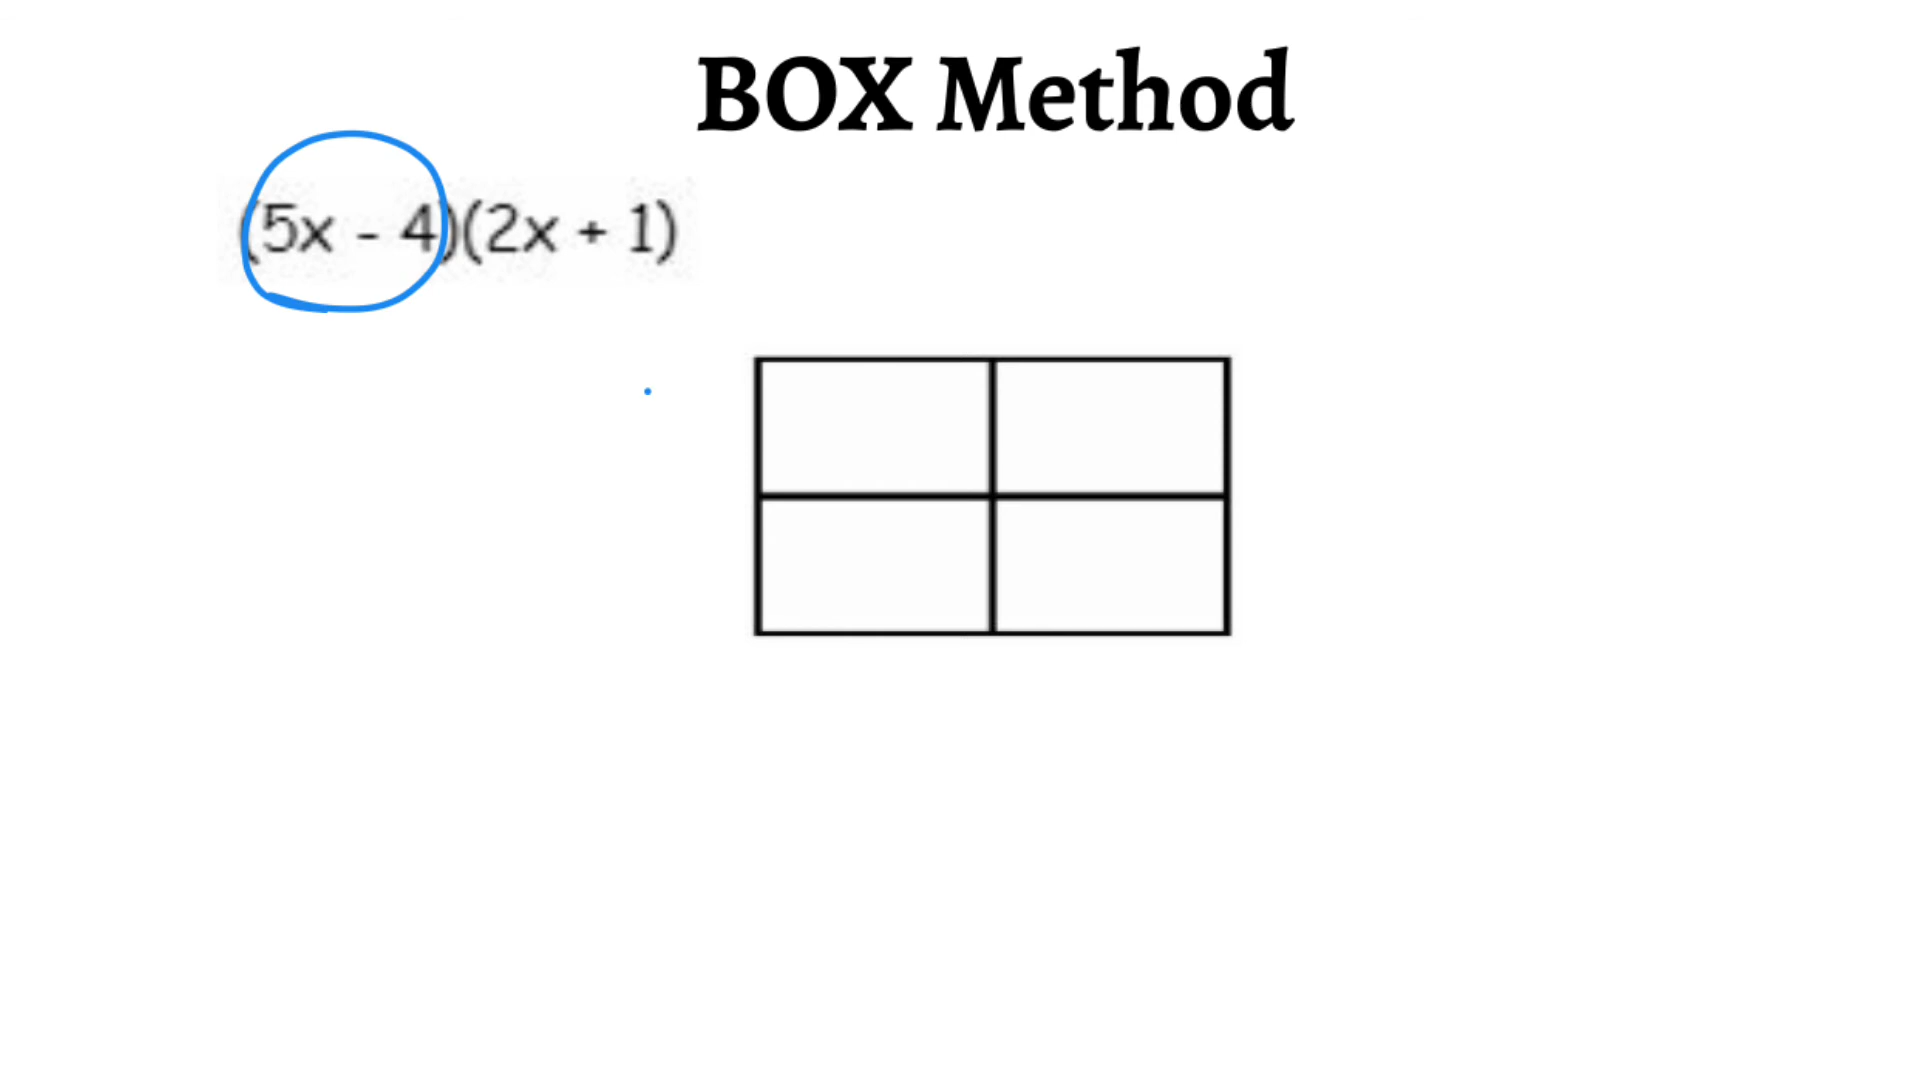 BOX Method
(5x - 4)(2x + 1)